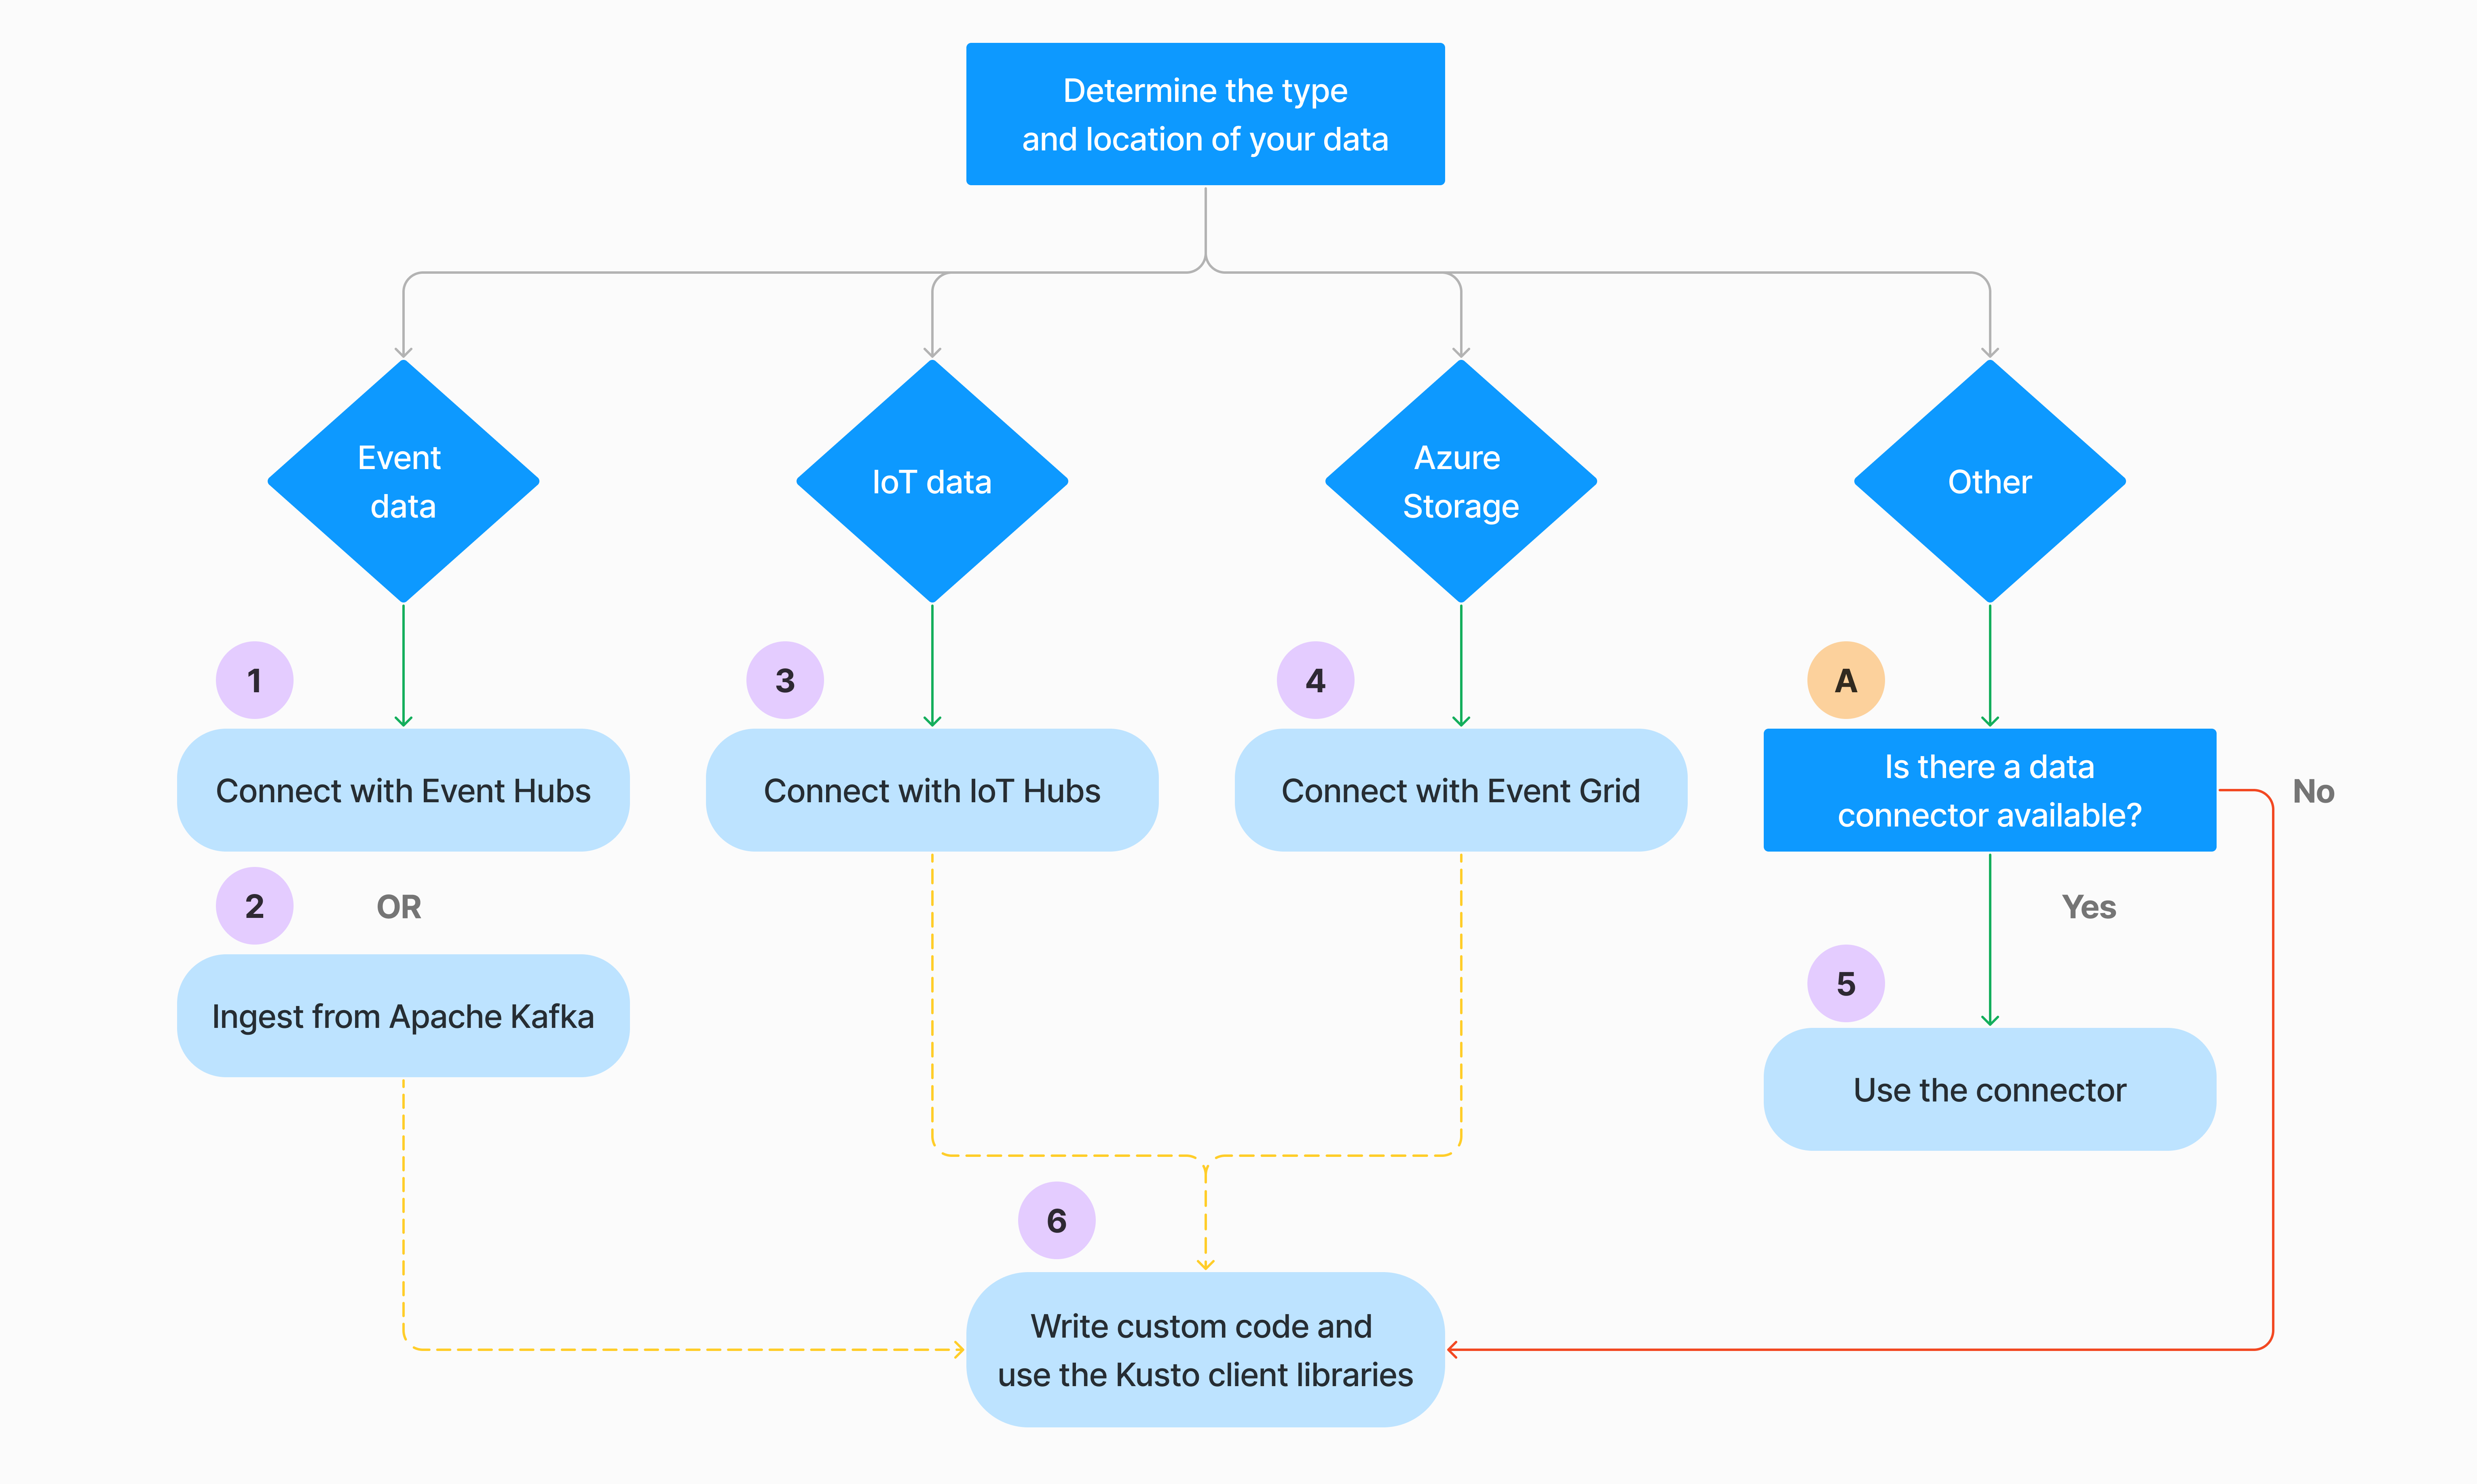 Determine the type
and location of your data
Event
data
IoT data
Azure
Storage
Other
1
3
4
A
Connect with Event Hubs
Connect with IoT Hubs
Connect with Event Grid
Is there a data
connector available?
No
2
OR
Yes
Ingest from Apache Kafka
5
Use the connector
6
Write custom code and
use the Kusto client libraries